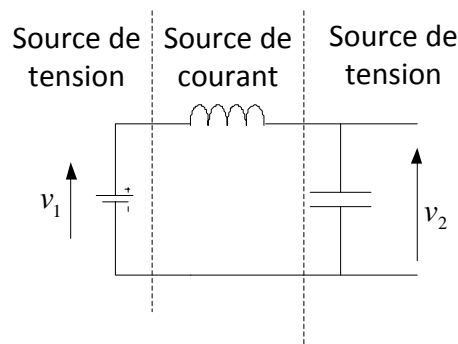 Source de
tension
Source de
courant
Source de
tension
v₁
+
-
v₂